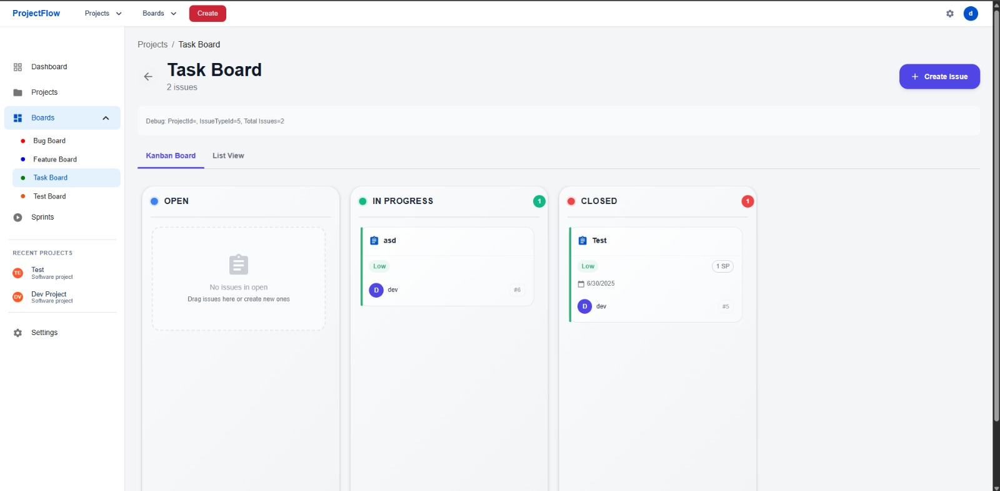 ProjectFlow
Projects
Boards
Create
d
Dashboard
Projects
Boards
Bug Board
Feature Board
Task Board
Test Board
Sprints
RECENT PROJECTS
TE
Test
Software project
DV
Dev Project
Software project
Settings
Projects / Task Board
Task Board
2 issues
+ Create Issue
Debug: ProjectId=, IssueTypeId=5, Total Issues=2
Kanban Board
List View
OPEN
No issues in open
Drag issues here or create new ones
IN PROGRESS
1
asd
Low
D
dev
#6
CLOSED
1
Test
Low
1 SP
6/30/2025
D
dev
#5